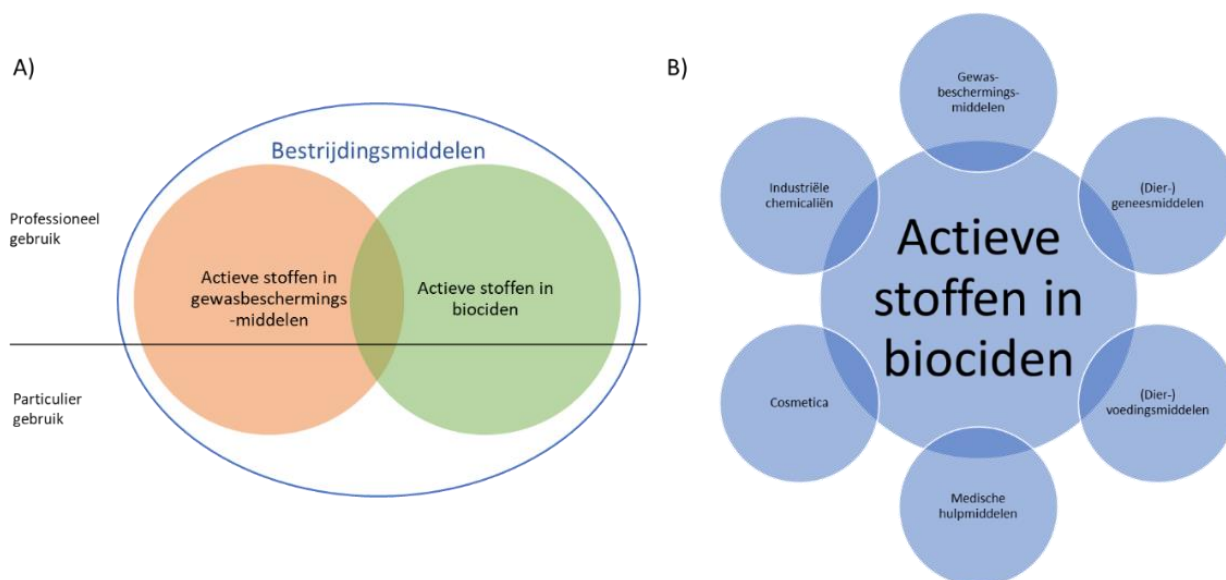 A)
Bestrijdingsmiddelen
Professioneel
gebruik
Actieve stoffen in
gewasbeschermings
-middelen
Actieve stoffen in
biociden
Particulier
gebruik
B)
Gewas-
beschermings-
middelen
Industriële
chemicaliën
(Dier-)
geneesmiddelen
Actieve
stoffen in
biociden
Cosmetica
(Dier-)
voedingsmiddelen
Medische
hulpmiddelen